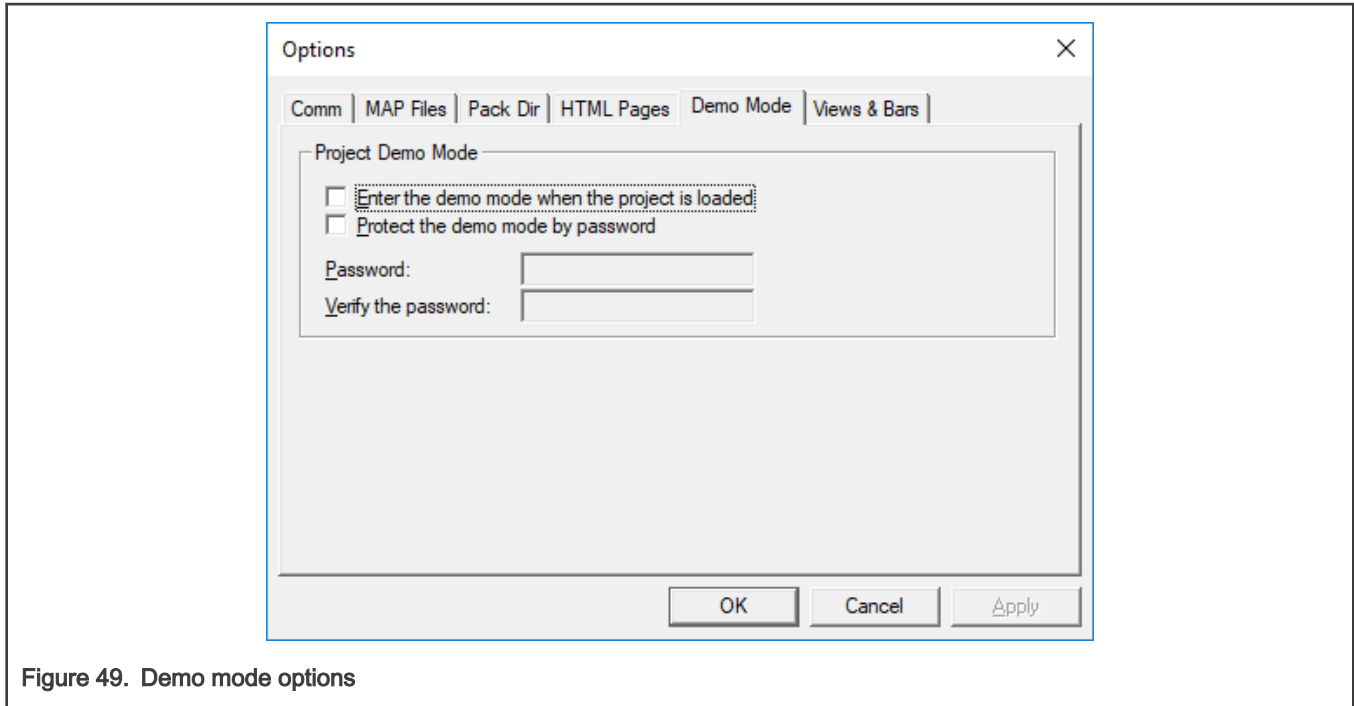 Options
Comm MAP Files Pack Dir HTML Pages Demo Mode Views & Bars
Project Demo Mode
Enter the demo mode when the project is loaded
Protect the demo mode by password
Password:
Verify the password:
OK Cancel Apply
Figure 49. Demo mode options